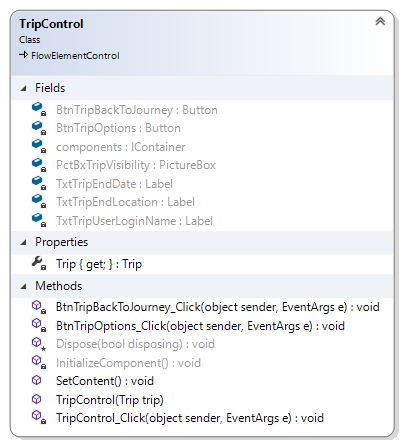 TripControl
Class
FlowElementControl
Fields
BtnTripBackToJourney : Button
BtnTripOptions : Button
components : IContainer
PctBxTripVisibility : PictureBox
TxtTripEndDate : Label
TxtTripEndLocation : Label
TxtTripUserLoginName : Label
Properties
Trip { get; } : Trip
Methods
BtnTripBackToJourney_Click(object sender, EventArgs e) : void
BtnTripOptions_Click(object sender, EventArgs e) : void
Dispose(bool disposing) : void
InitializeComponent() : void
SetContent() : void
TripControl(Trip trip)
TripControl_Click(object sender, EventArgs e) : void